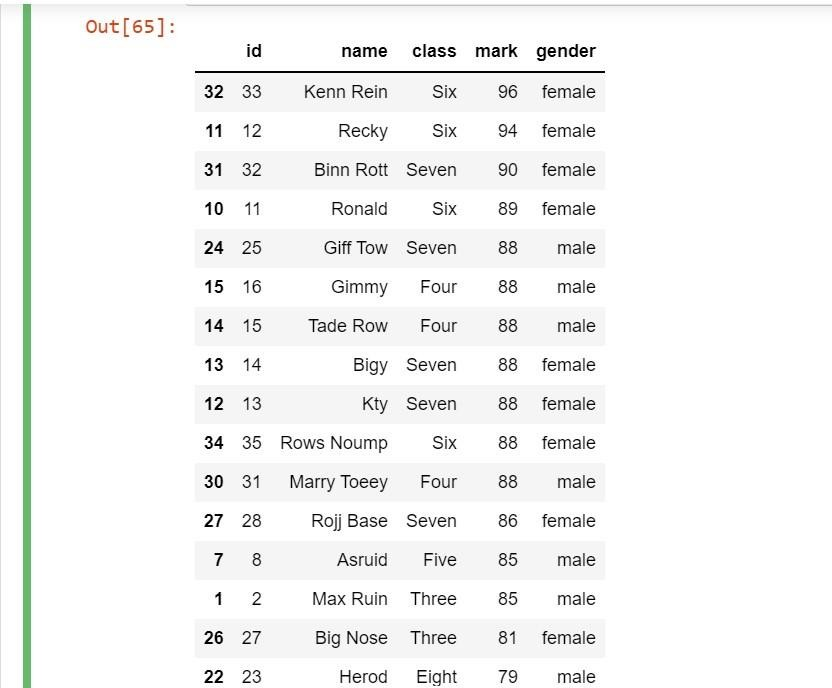 Out[65]:
id name class mark gender
32 33 Kenn Rein Six 96 female
11 12 Recky Six 94 female
31 32 Binn Rott Seven 90 female
10 11 Ronald Six 89 female
24 25 Giff Tow Seven 88 male
15 16 Gimmy Four 88 male
14 15 Tade Row Four 88 male
13 14 Bigy Seven 88 female
12 13 Kty Seven 88 female
34 35 Rows Noump Six 88 female
30 31 Marry Toeey Four 88 male
27 28 Rojj Base Seven 86 female
7 8 Asruid Five 85 male
1 2 Max Ruin Three 85 male
26 27 Big Nose Three 81 female
22 23 Herod Eight 79 male